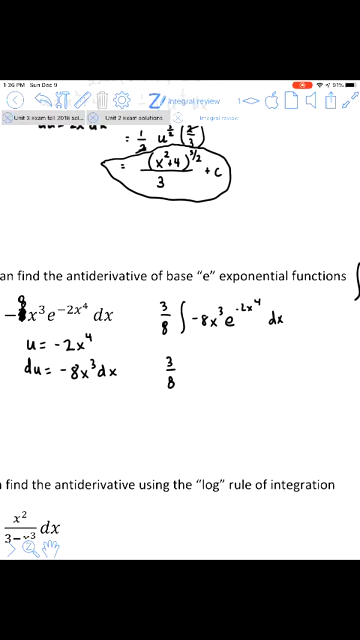 1:36 PM Sun Dec 9
91%
Integral review
Unit 3 exam fall 2018 sol...
Unit 2 exam solutions
Integral review
= 1/2 u^(3/2) (2/3)
= (x²+4)^(3/2) / 3 + C
an find the antiderivative of base “e” exponential functions ∫
-8x³e^(-2x⁴) dx
3/8 ∫ -8x³e^(-2x⁴) dx
u = -2x⁴
du = -8x³dx
3/8
n find the antiderivative using the “log” rule of integration
x²/(3-x³) dx